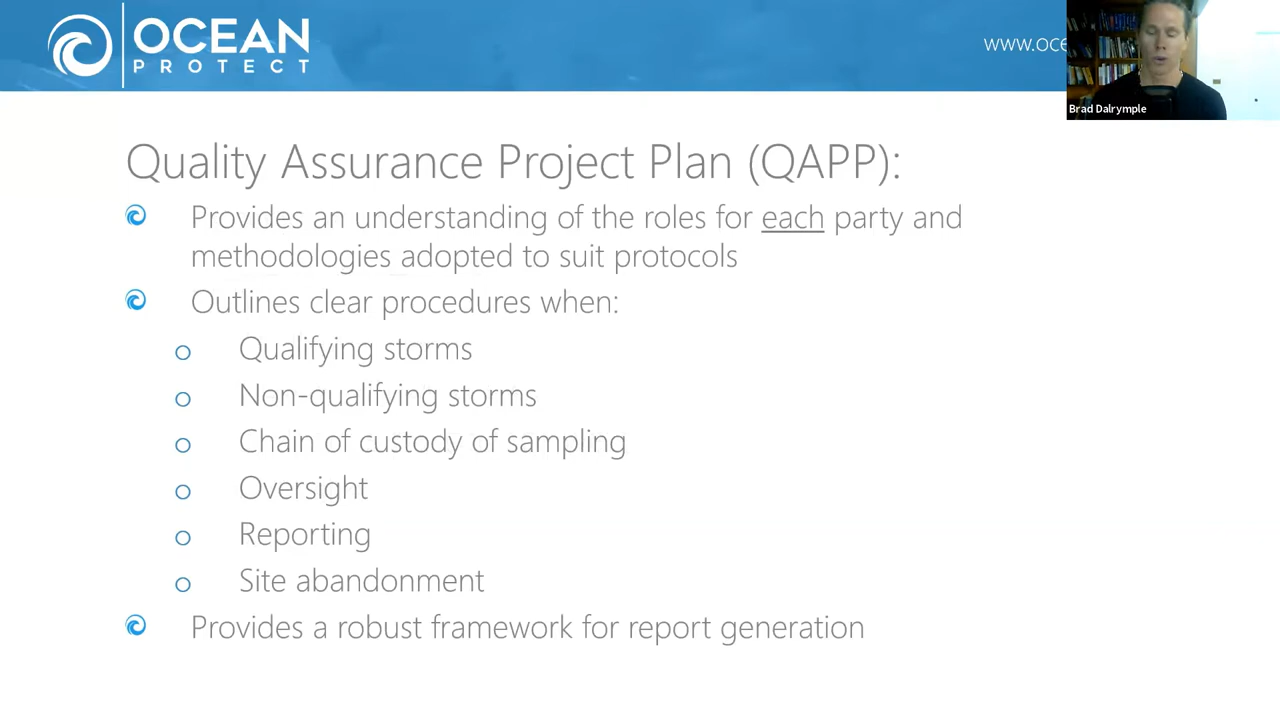 OCEAN
PROTECT
www.oce
Brad Dalrymple
Quality Assurance Project Plan (QAPP):
Provides an understanding of the roles for each party and
methodologies adopted to suit protocols
Outlines clear procedures when:
o Qualifying storms
o Non-qualifying storms
o Chain of custody of sampling
o Oversight
o Reporting
o Site abandonment
Provides a robust framework for report generation